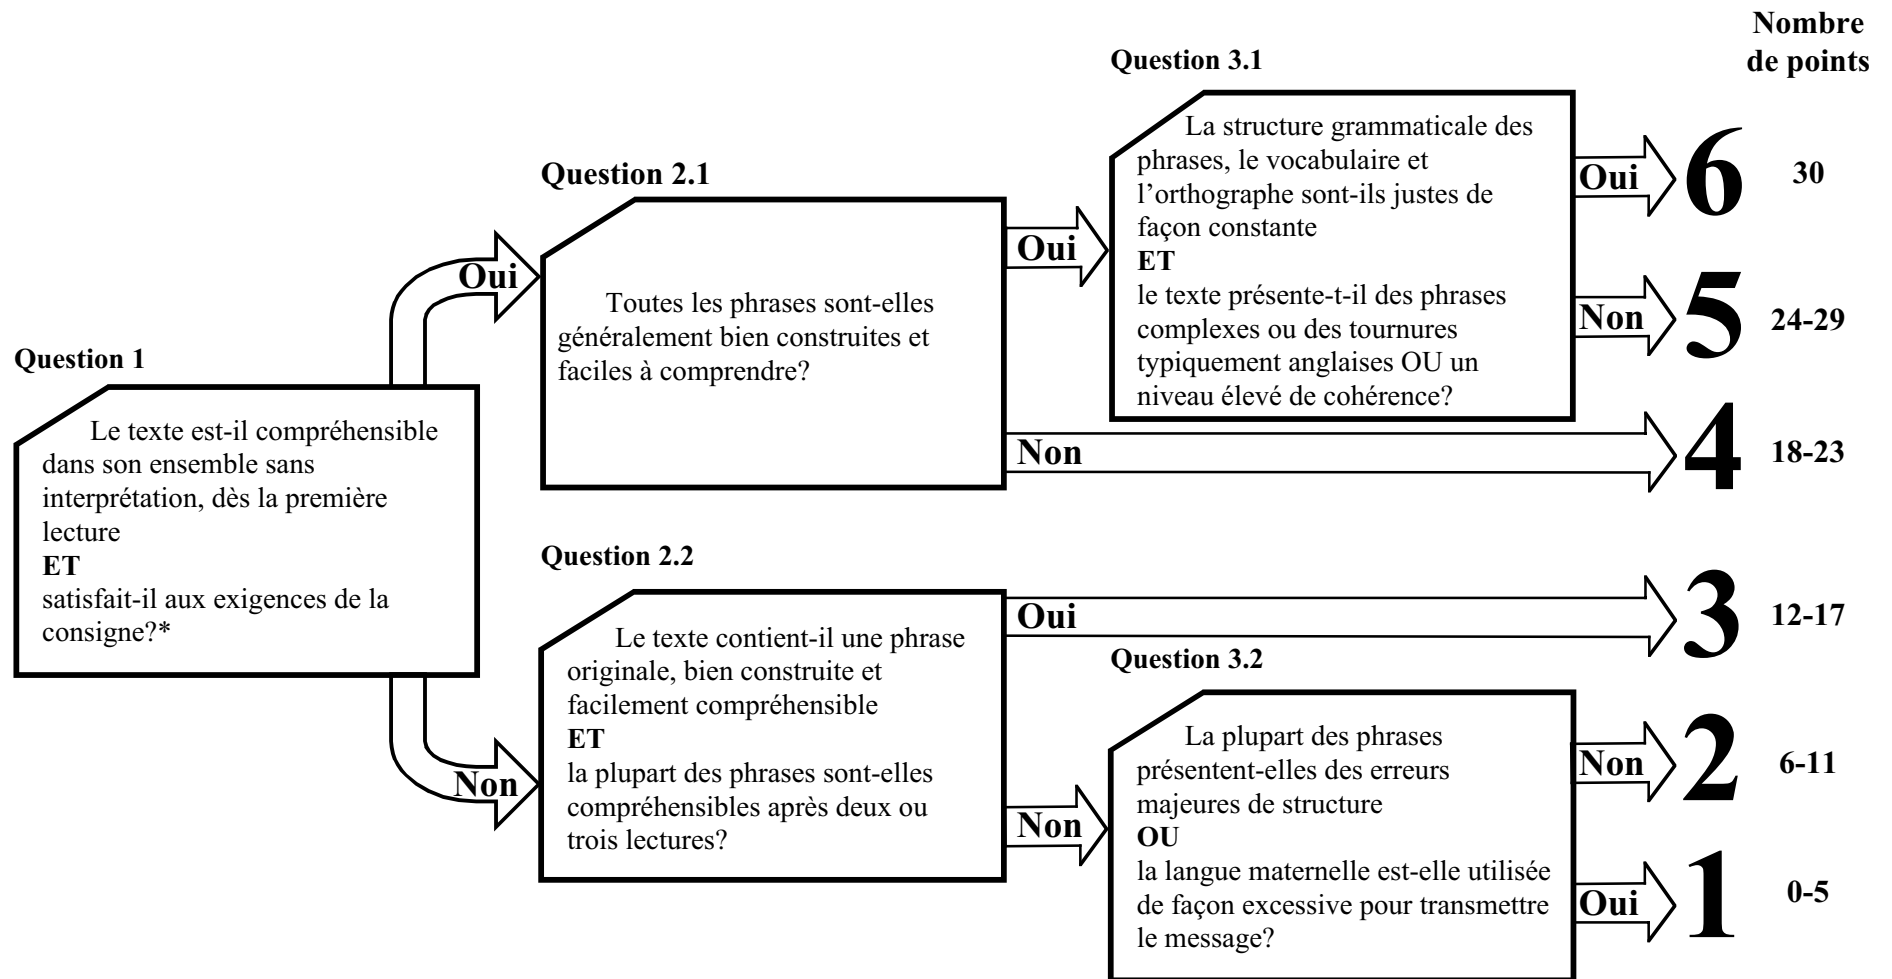 Nombre
de points
Question 1
Le texte est-il compréhensible
dans son ensemble sans
interprétation, dès la première
lecture
ET
satisfait-il aux exigences de la
consigne?*
Oui
Non
Question 2.1
Toutes les phrases sont-elles
généralement bien construites et
faciles à comprendre?
Oui
Non
Question 3.1
La structure grammaticale des
phrases, le vocabulaire et
l’orthographe sont-ils justes de
façon constante
ET
le texte présente-t-il des phrases
complexes ou des tournures
typiquement anglaises OU un
niveau élevé de cohérence?
Oui
6
30
Non
5
24-29
4
18-23
Question 2.2
Le texte contient-il une phrase
originale, bien construite et
facilement compréhensible
ET
la plupart des phrases sont-elles
compréhensibles après deux ou
trois lectures?
Oui
3
12-17
Non
Question 3.2
La plupart des phrases
présentent-elles des erreurs
majeures de structure
OU
la langue maternelle est-elle utilisée
de façon excessive pour transmettre
le message?
Non
2
6-11
Oui
1
0-5